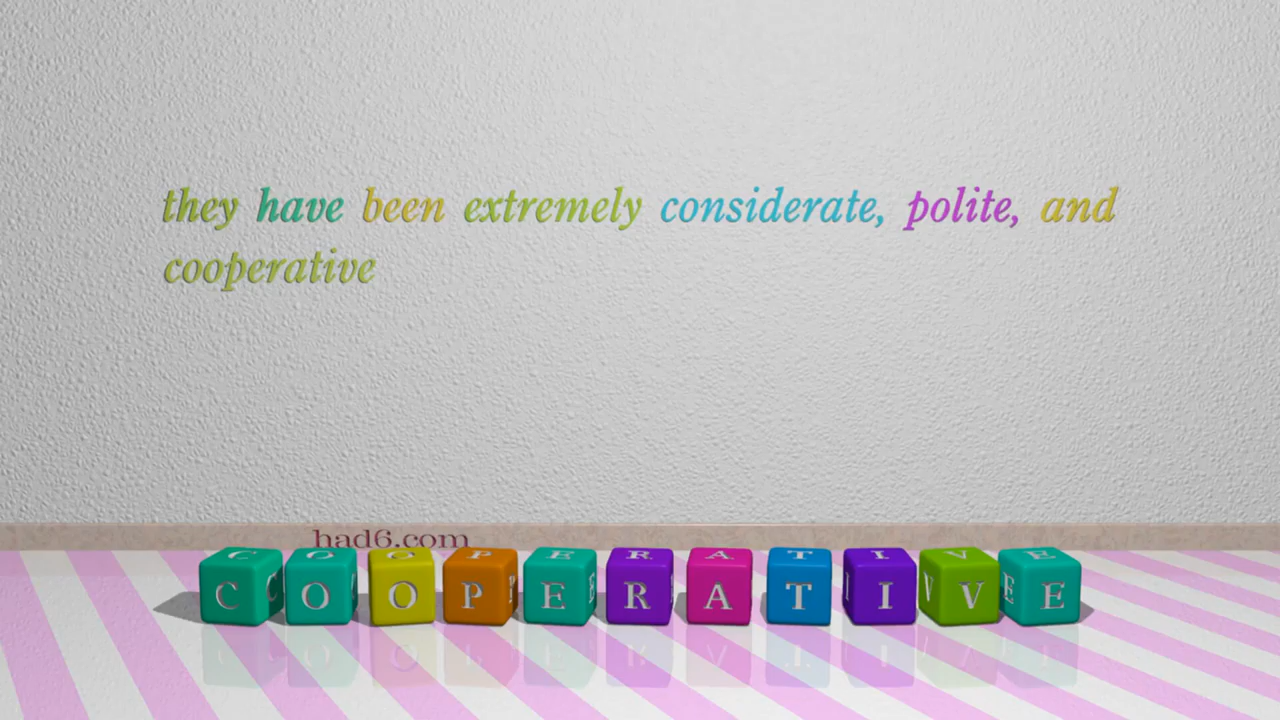 they have been extremely considerate, polite, and
cooperative
had6.com
COOPERATIVE